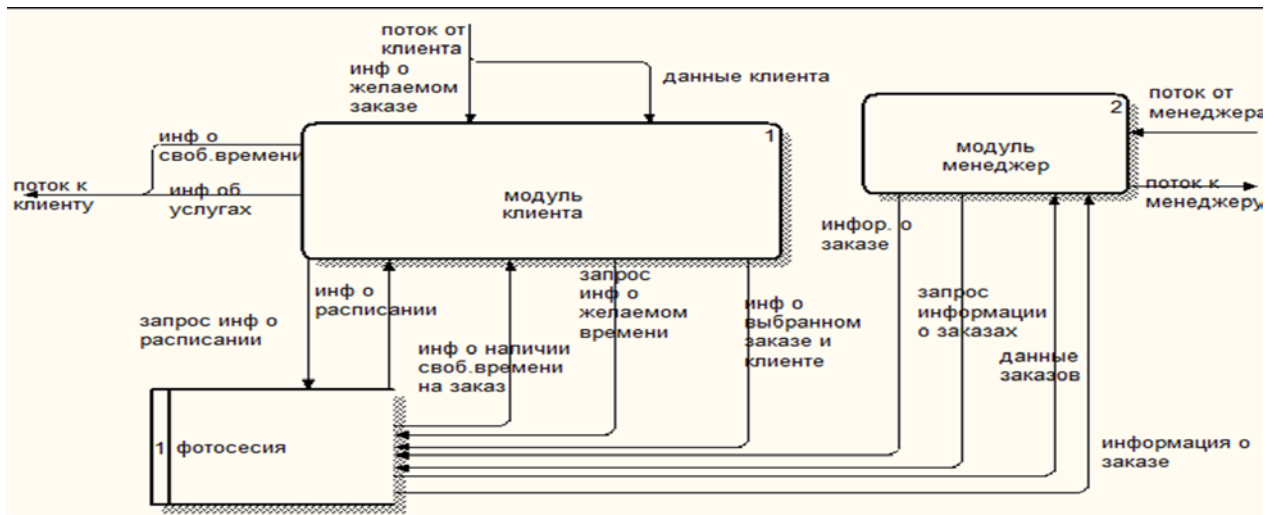 поток от
клиента
инф о
желаемом
заказе
данные клиента
инф о
своб.времени
поток к
клиенту
инф об
услугах
1
модуль
клиента
2
модуль
менеджер
поток от
менеджера
поток к
менеджеру
запрос инф о
расписании
инф о
расписании
инф о наличии
своб.времени
на заказ
запрос
инф о
желаемом
времени
инф о
выбранном
заказе и
клиенте
инфор. о
заказе
запрос
информации
о заказах
данные
заказов
информация о
заказе
1 фотосесия